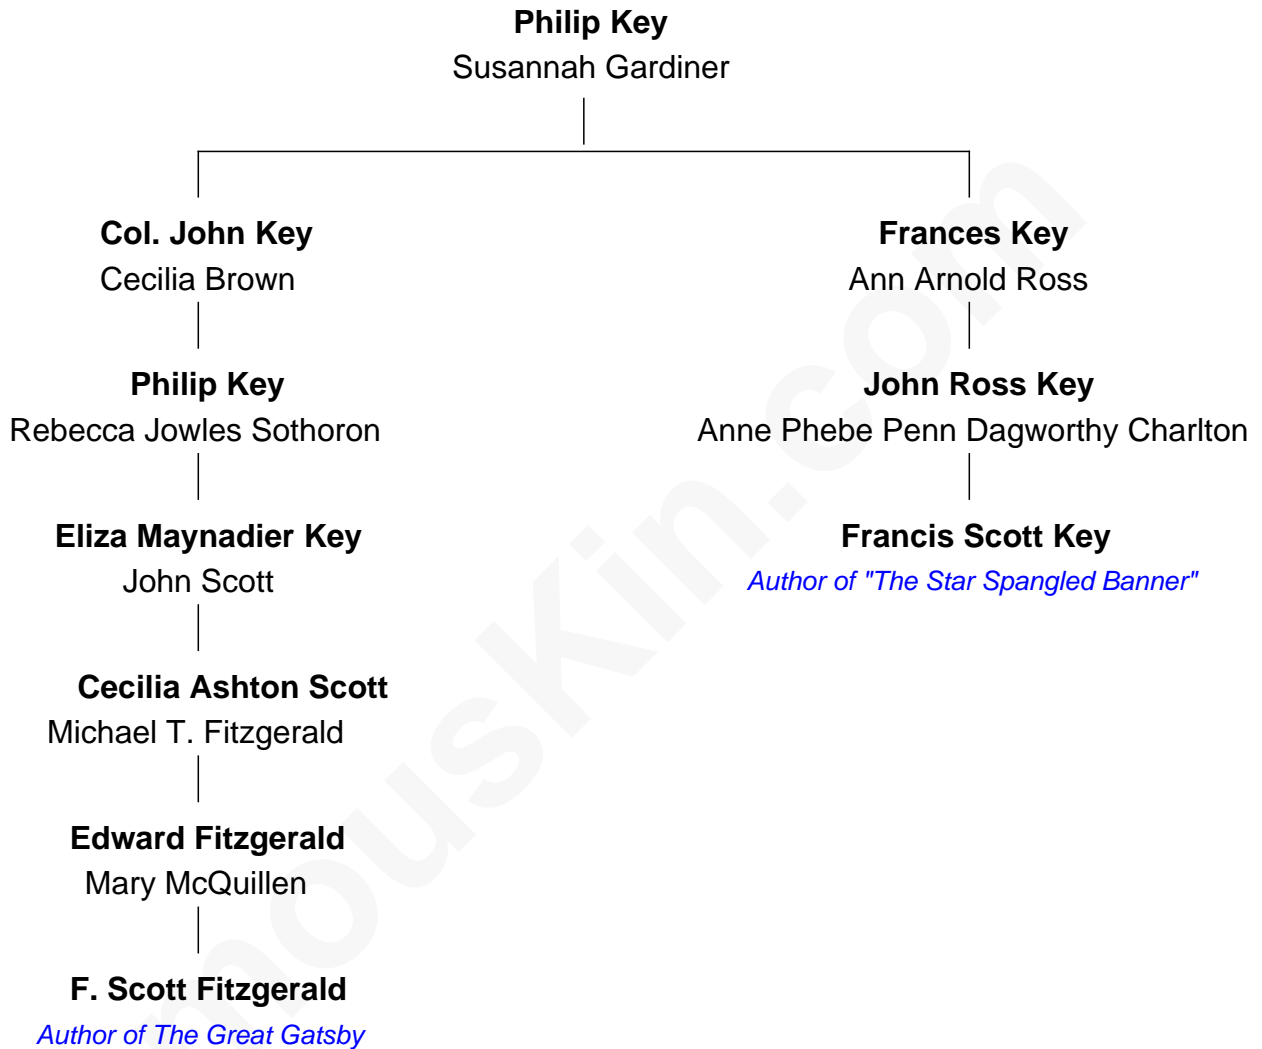 Philip Key
Susannah Gardiner
Col. John Key
Cecilia Brown
Frances Key
Ann Arnold Ross
Philip Key
Rebecca Jowles Sothoron
John Ross Key
Anne Phebe Penn Dagworthy Charlton
Eliza Maynadier Key
John Scott
Francis Scott Key
Author of "The Star Spangled Banner"
Cecilia Ashton Scott
Michael T. Fitzgerald
Edward Fitzgerald
Mary McQuillen
F. Scott Fitzgerald
Author of The Great Gatsby
mousKin.com